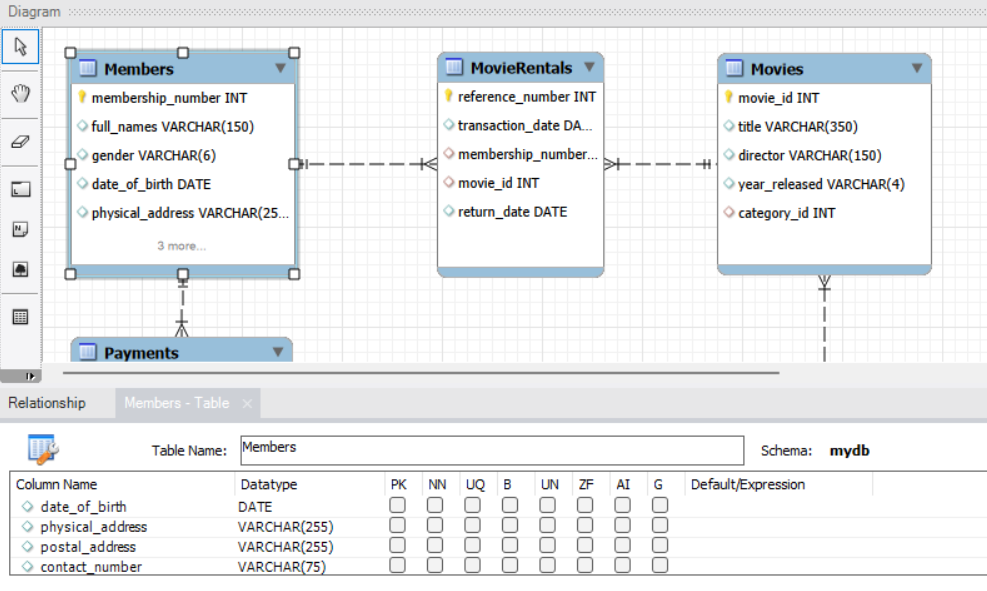 Diagram
Members
membership_number INT
full_names VARCHAR(150)
gender VARCHAR(6)
date_of_birth DATE
physical_address VARCHAR(25...
3 more...
MovieRentals
reference_number INT
transaction_date DA...
membership_number...
movie_id INT
return_date DATE
Movies
movie_id INT
title VARCHAR(350)
director VARCHAR(150)
year_released VARCHAR(4)
category_id INT
Payments
Relationship
Members - Table
Table Name: Members Schema: mydb
Column Name Datatype PK NN UQ B UN ZF AI G Default/Expression
date_of_birth DATE
physical_address VARCHAR(255)
postal_address VARCHAR(255)
contact_number VARCHAR(75)